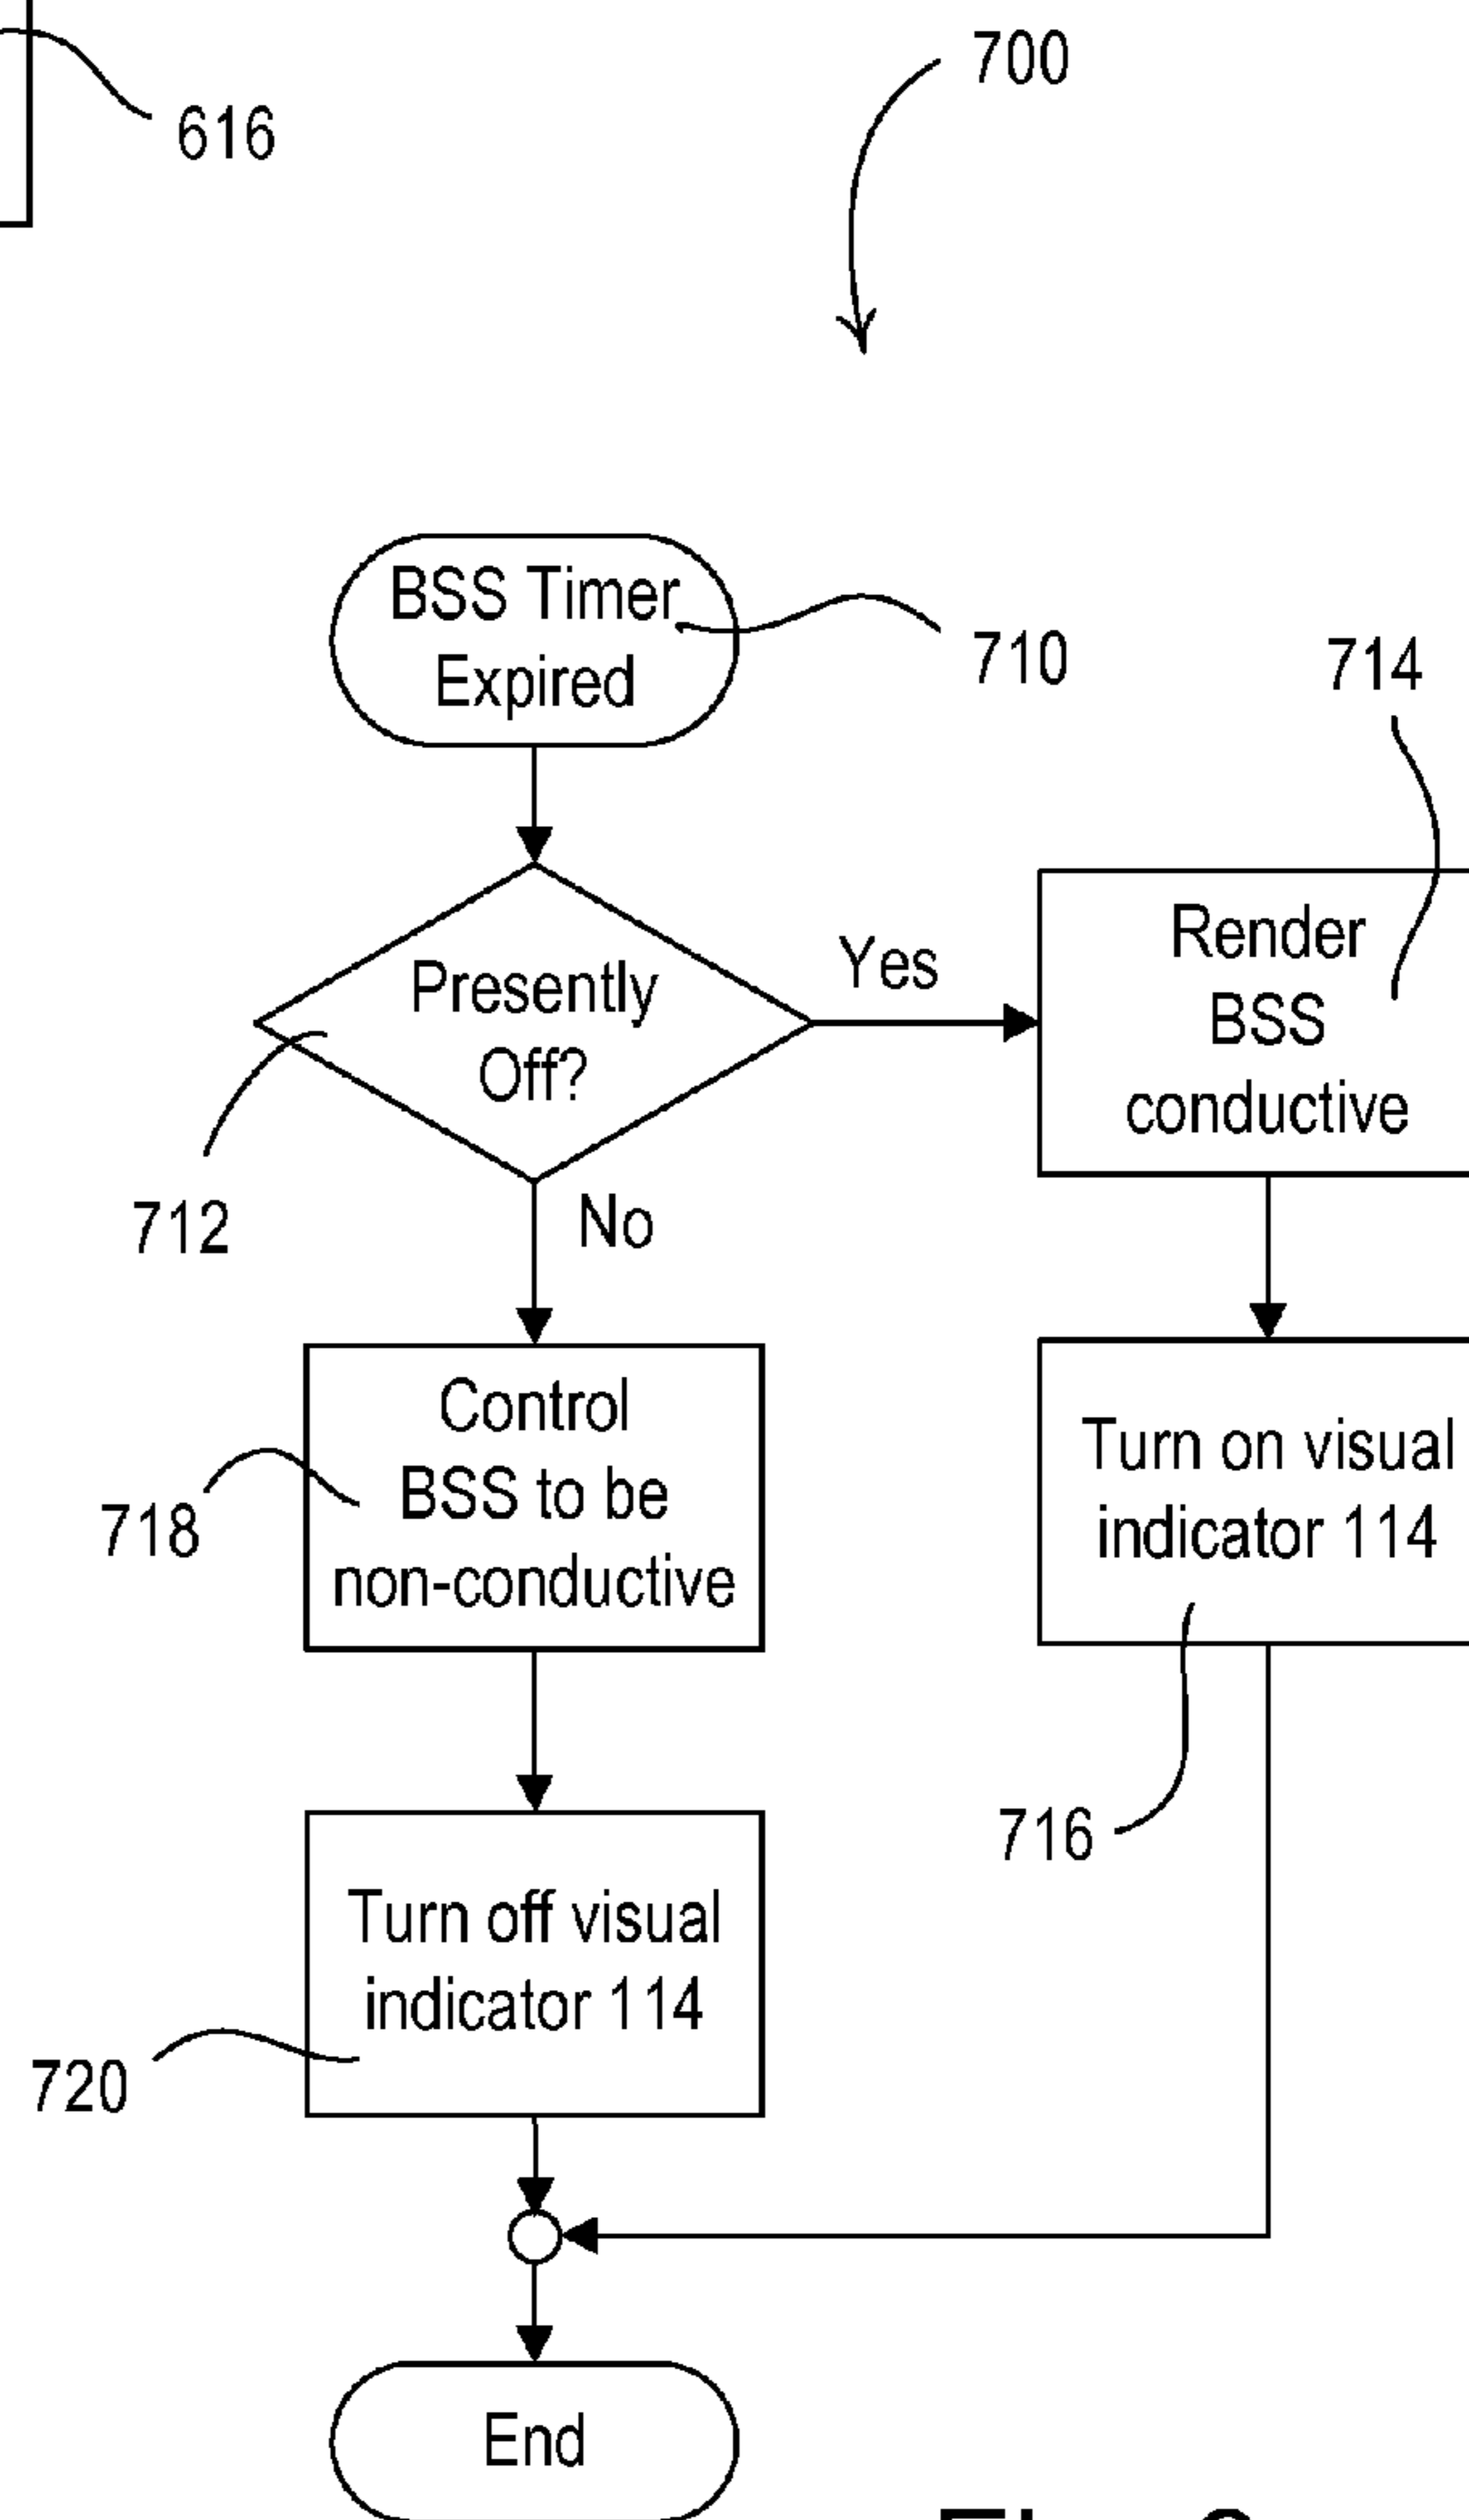 700
616
BSS Timer
Expired
710
714
Presently
Off?
Yes
Render
BSS
conductive
712
No
Control
BSS to be
non-conductive
718
Turn on visual
indicator 114
716
Turn off visual
indicator 114
720
End